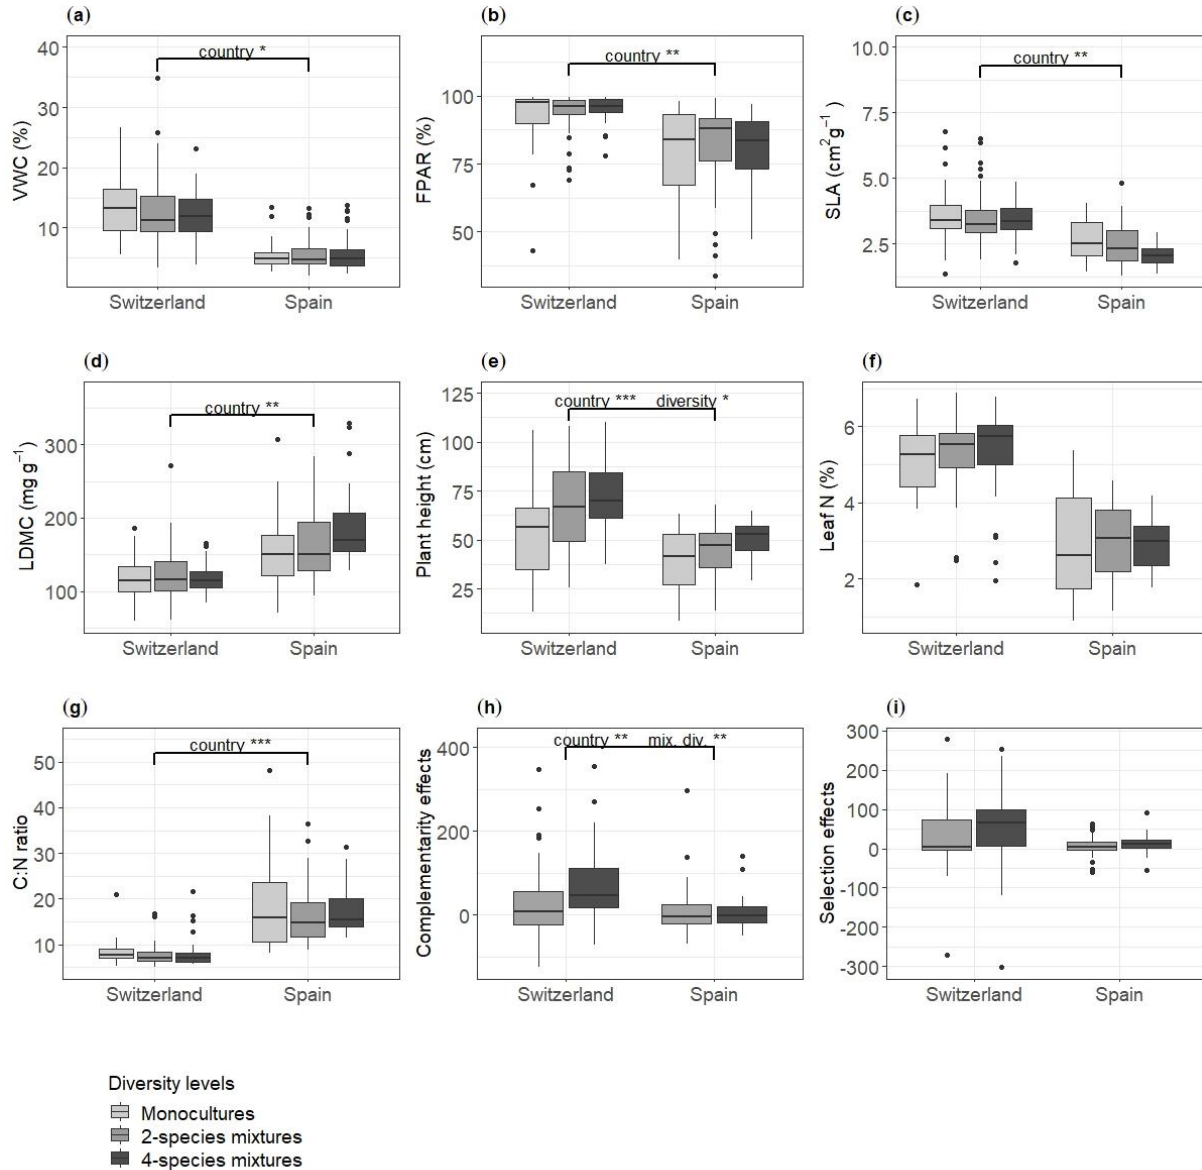 (a)
country *
VWC (%)
40
30
20
10
Switzerland
Spain
(b)
country **
FPAR (%)
100
75
50
Switzerland
Spain
(c)
country **
SLA (cm²g⁻¹)
10.0
7.5
5.0
2.5
Switzerland
Spain
(d)
country **
LDMC (mg g⁻¹)
300
200
100
Switzerland
Spain
(e)
country *** diversity *
Plant height (cm)
125
100
75
50
25
Switzerland
Spain
(f)
Leaf N (%)
6
4
2
Switzerland
Spain
(g)
country ***
C:N ratio
50
40
30
20
10
Switzerland
Spain
(h)
country ** mix. div. **
Complementarity effects
400
200
0
Switzerland
Spain
(i)
Selection effects
300
200
100
0
-100
-200
-300
Switzerland
Spain
Diversity levels
Monocultures
2-species mixtures
4-species mixtures